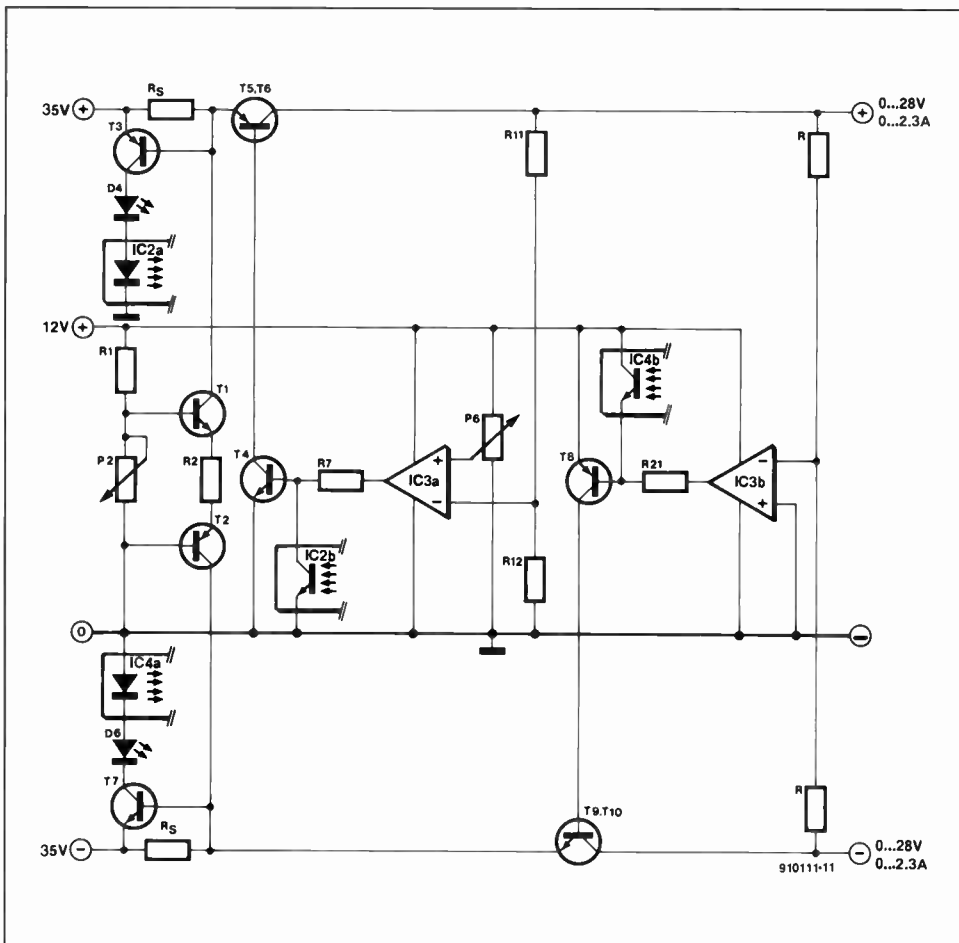 35V +
RS
T5,T6
+ 0...28V
0...2.3A
T3
R11
R
D4
IC2a
12V +
R1
IC4b
T1
P6
P2
R2
T4
R7
+
IC3a
-
T8
R21
-
IC3b
+
T2
IC2b
R12
0
-
IC4a
D6
T7
RS
T9,T10
R
35V -
- 0...28V
0...2.3A
910111-11